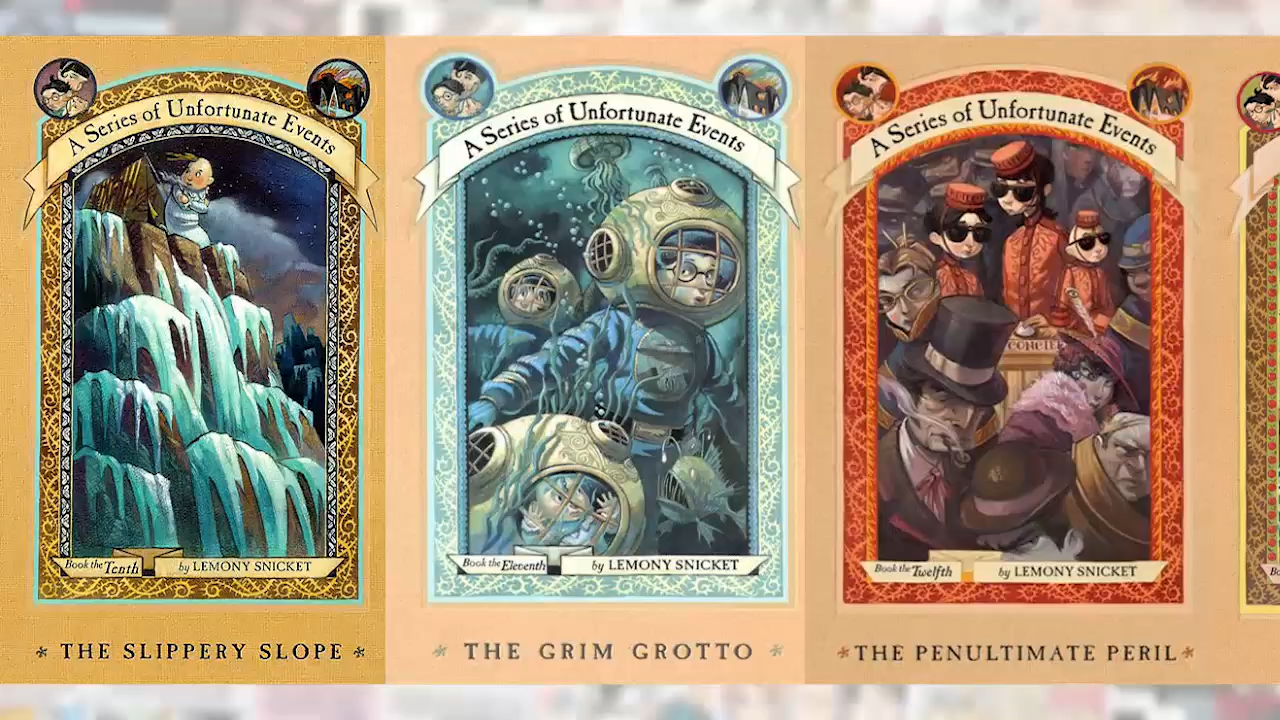 A Series of Unfortunate Events
Book the Tenth
by LEMONY SNICKET
* THE SLIPPERY SLOPE *
A Series of Unfortunate Events
Book the Eleventh
by LEMONY SNICKET
* THE GRIM GROTTO *
A Series of Unfortunate Events
CONCIER
Book the Twelfth
by LEMONY SNICKET
* THE PENULTIMATE PERIL *